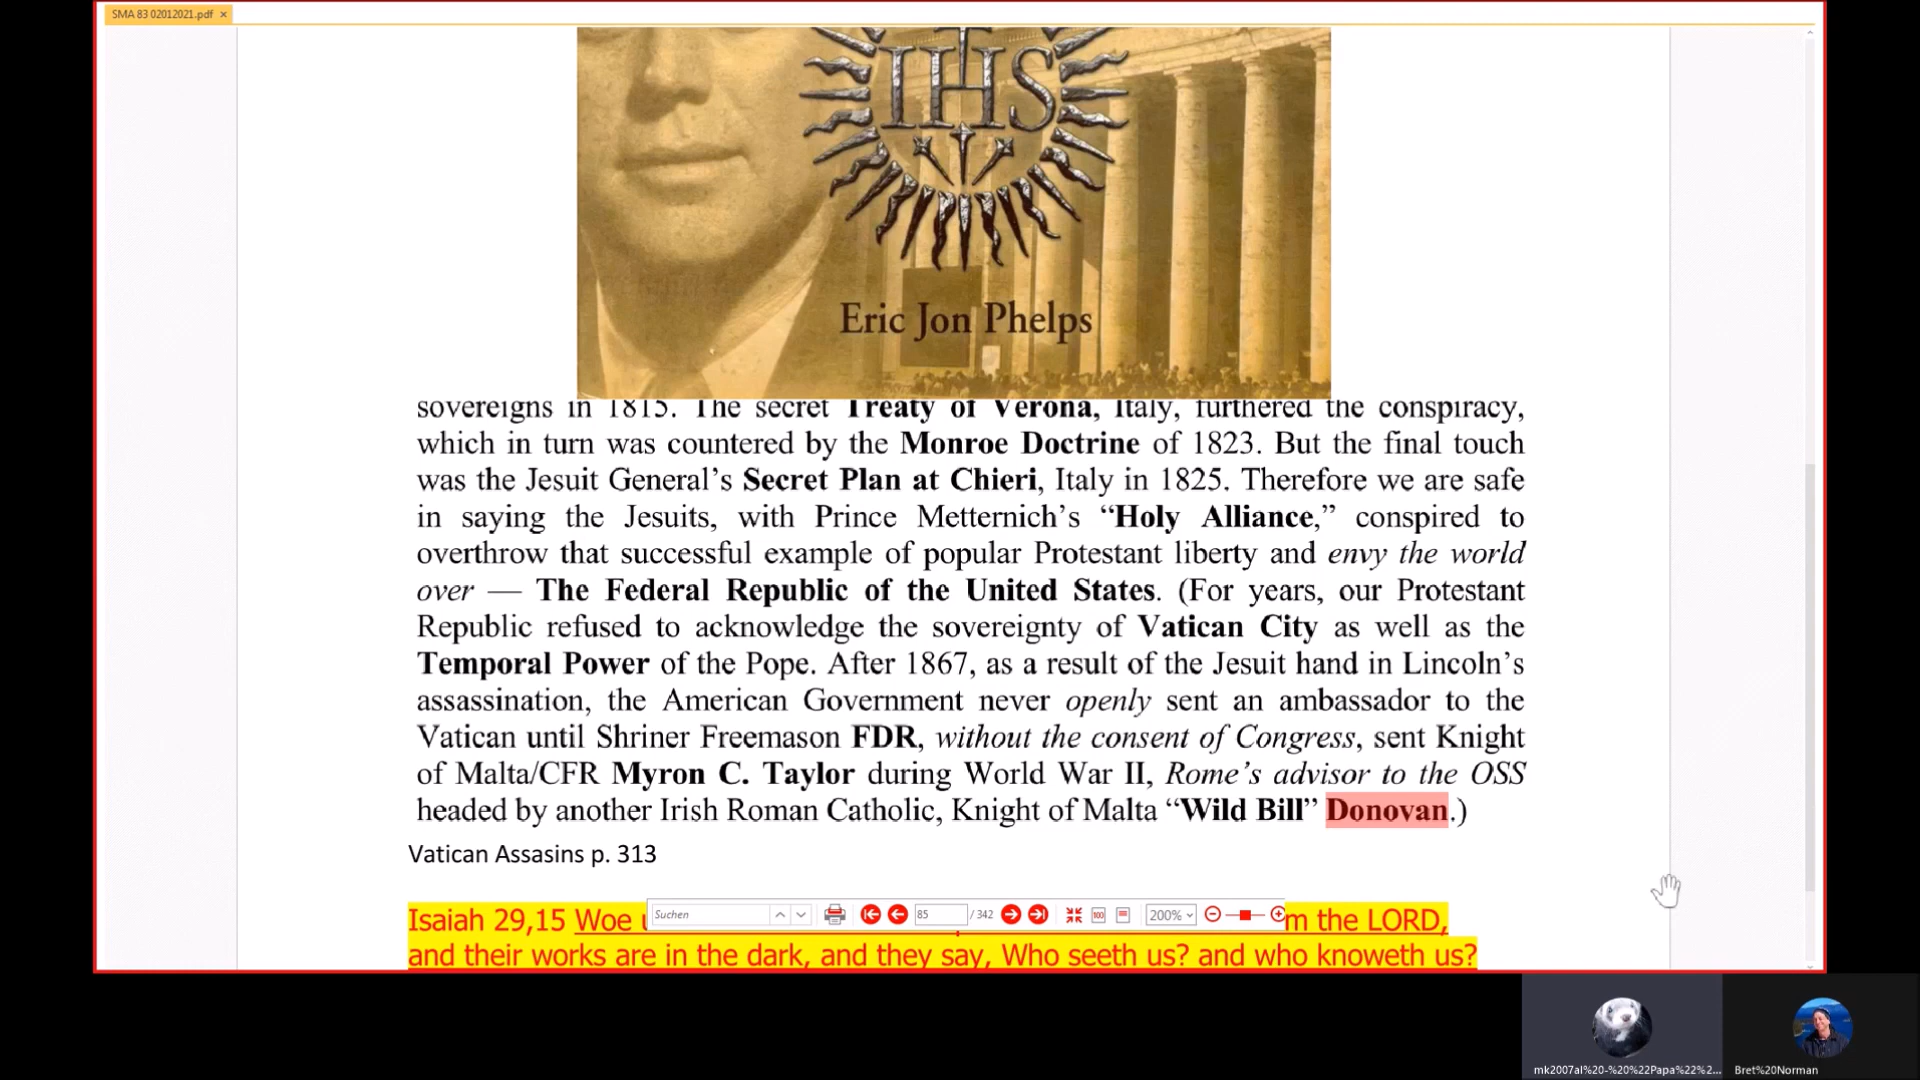 SMA 83 02012021.pdf ×
IHS
Eric Jon Phelps
sovereigns in 1815. The secret Treaty of Verona, Italy, furthered the conspiracy,
which in turn was countered by the Monroe Doctrine of 1823. But the final touch
was the Jesuit General’s Secret Plan at Chieri, Italy in 1825. Therefore we are safe
in saying the Jesuits, with Prince Metternich’s “Holy Alliance,” conspired to
overthrow that successful example of popular Protestant liberty and envy the world
over — The Federal Republic of the United States. (For years, our Protestant
Republic refused to acknowledge the sovereignty of Vatican City as well as the
Temporal Power of the Pope. After 1867, as a result of the Jesuit hand in Lincoln’s
assassination, the American Government never openly sent an ambassador to the
Vatican until Shriner Freemason FDR, without the consent of Congress, sent Knight
of Malta/CFR Myron C. Taylor during World War II, Rome’s advisor to the OSS
headed by another Irish Roman Catholic, Knight of Malta “Wild Bill” Donovan.)
Vatican Assasins p. 313
Isaiah 29,15 Woe m the LORD,
Suchen 85 / 342 100 200%
and their works are in the dark, and they say, Who seeth us? and who knoweth us?
mk2007al%20-%20%22Papa%22%2...
Bret%20Norman